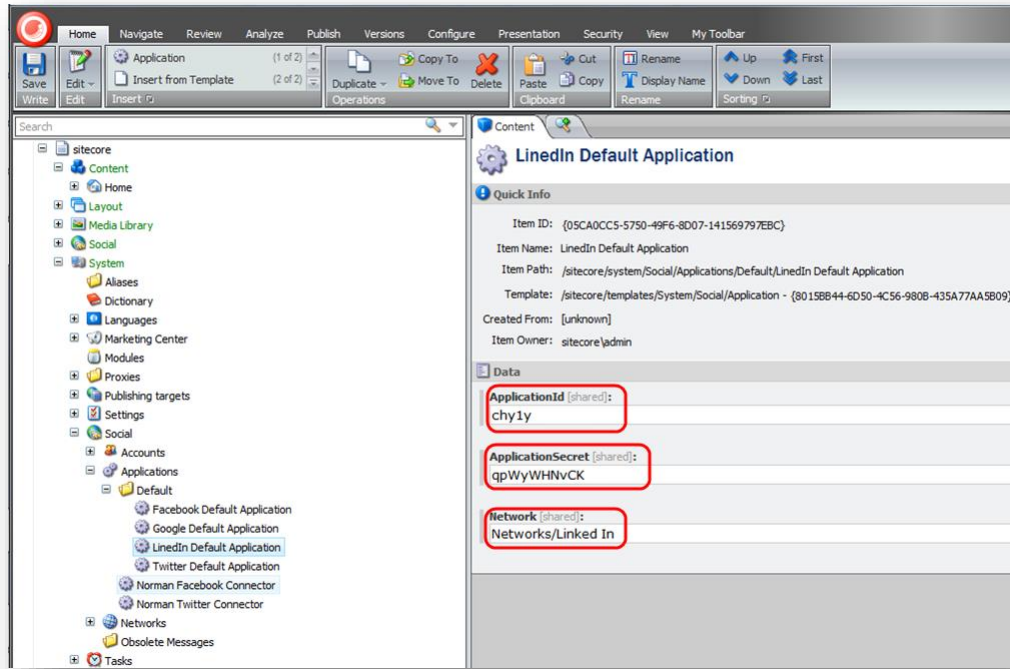 Home Navigate Review Analyze Publish Versions Configure Presentation Security View My Toolbar
Save
Write
Edit
Edit
Application (1 of 2)
Insert from Template (2 of 2)
Insert
Duplicate
Copy To
Move To
Delete
Operations
Paste
Cut
Copy
Clipboard
Rename
Display Name
Rename
Up
Down
First
Last
Sorting
Search
sitecore
Content
Home
Layout
Media Library
Social
System
Aliases
Dictionary
Languages
Marketing Center
Modules
Proxies
Publishing targets
Settings
Social
Accounts
Applications
Default
Facebook Default Application
Google Default Application
LinedIn Default Application
Twitter Default Application
Norman Facebook Connector
Norman Twitter Connector
Networks
Obsolete Messages
Tasks
Content
LinedIn Default Application
Quick Info
Item ID: {05CA0CC5-5750-49F6-8D07-141569797EBC}
Item Name: LinedIn Default Application
Item Path: /sitecore/system/Social/Applications/Default/LinedIn Default Application
Template: /sitecore/templates/System/Social/Application - {8015BB44-6D50-4C56-980B-435A77AA5B09}
Created From: [unknown]
Item Owner: sitecore\admin
Data
ApplicationId [shared]:
chy1y
ApplicationSecret [shared]:
qpWyWHNvCK
Network [shared]:
Networks/Linked In